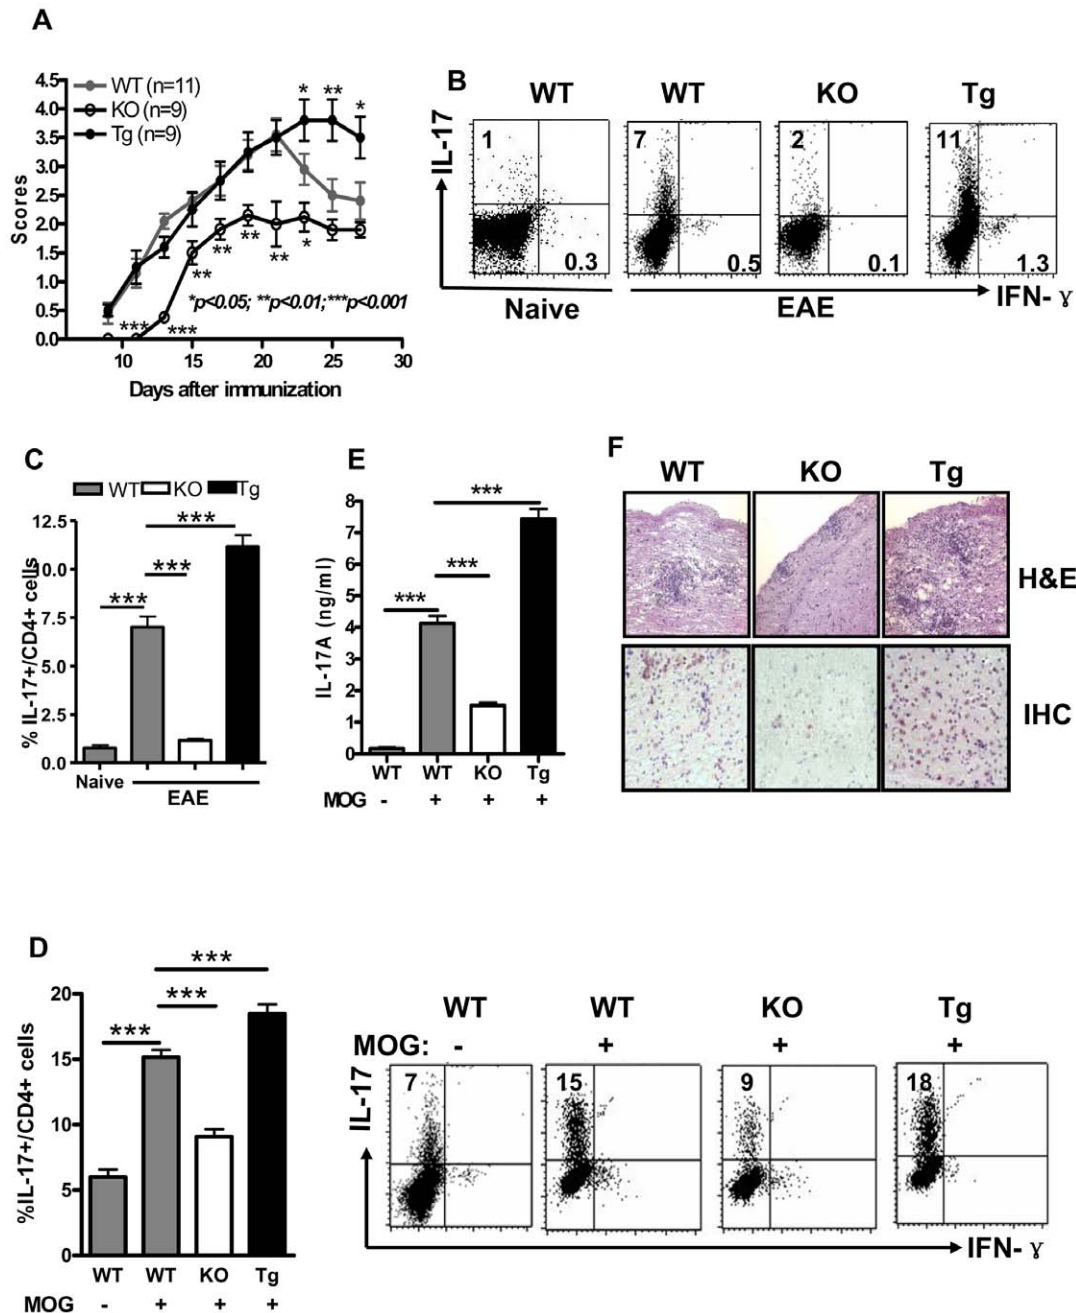 A
4.5
4.0
3.5
3.0
2.5
2.0
1.5
1.0
0.5
0.0
Scores
WT (n=11)
KO (n=9)
Tg (n=9)
* ** *
** ** ** ** *
*** ***
*p<0.05; **p<0.01;***p<0.001
10 15 20 25 30
Days after immunization
B
WT WT KO Tg
IL-17
1 7 2 11
0.3 0.5 0.1 1.3
Naive EAE IFN- γ
C
WT KO Tg
12.5
10.0
7.5
5.0
2.5
0.0
% IL-17+/CD4+ cells
***
***
***
Naive
EAE
E
8
7
6
5
4
3
2
1
0
IL-17A (ng/ml)
***
***
***
WT WT KO Tg
MOG - + + +
F
WT KO Tg
H&E
IHC
D
20
15
10
5
0
%IL-17+/CD4+ cells
***
***
***
WT WT KO Tg
MOG - + + +
WT WT KO Tg
MOG: - + + +
IL-17
7 15 9 18
IFN- γ